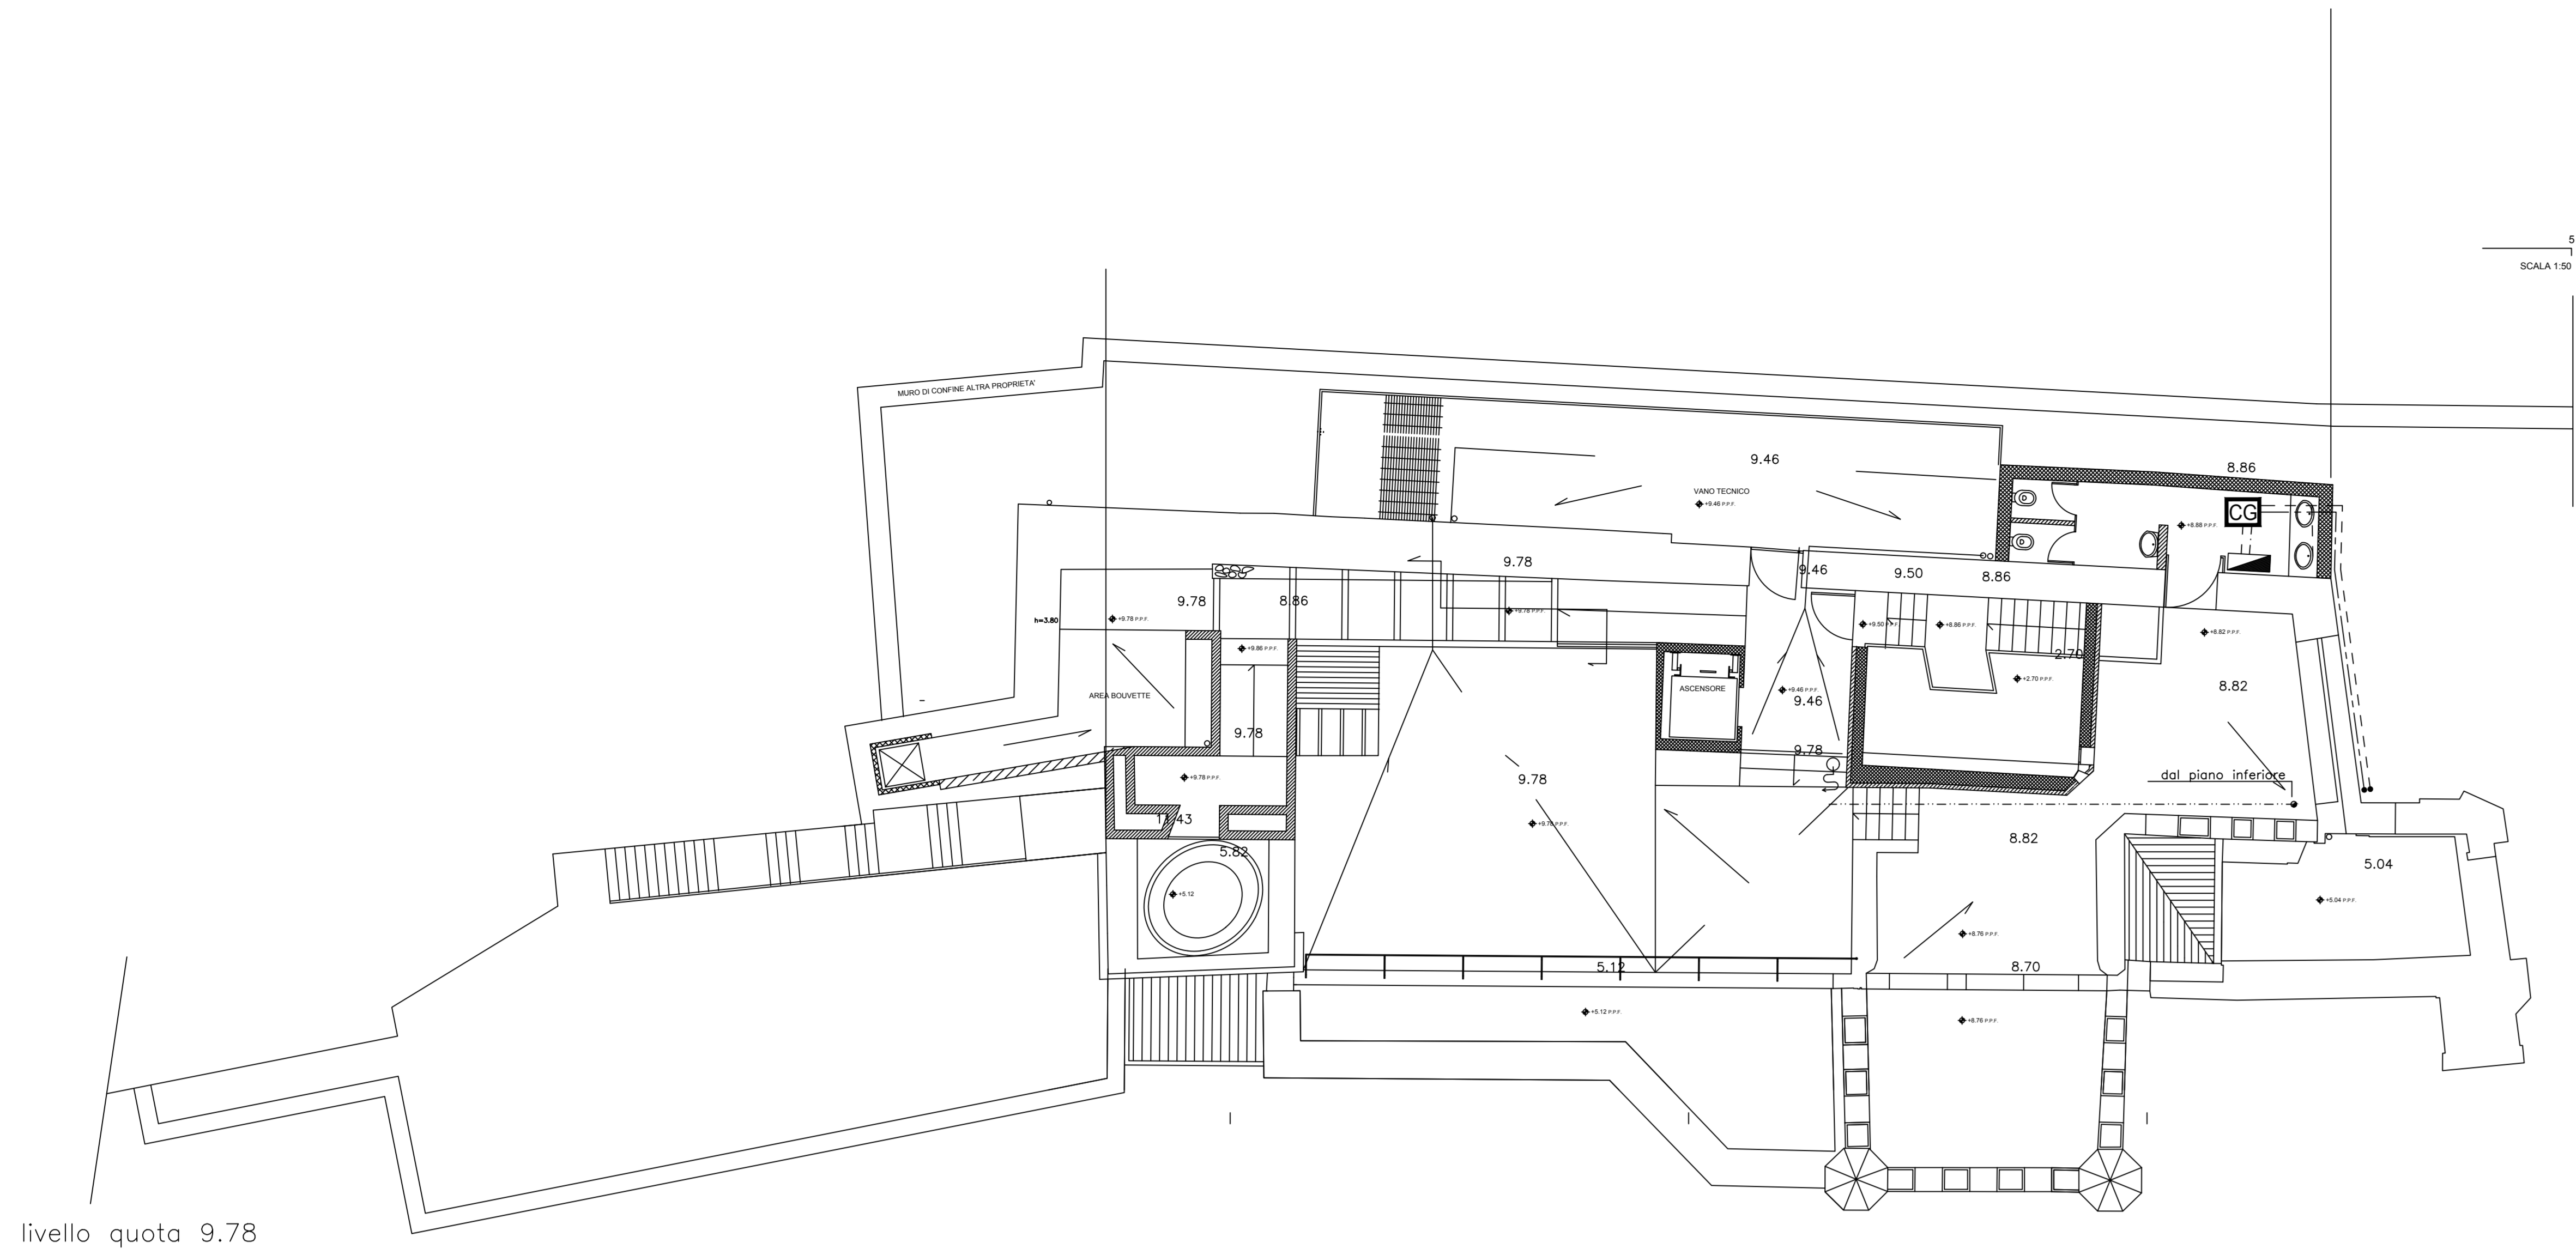 5
SCALA 1:50
MURO DI CONFINE ALTRA PROPRIETA'
9.46
8.86
VANO TECNICO
+9.46 P.P.F.
CG
+8.88 P.P.F.
9.78
9.46
9.50
8.86
9.78
8.86
+9.78 P.P.F.
h=3.80
+9.78 P.P.F.
+9.50 P.P.F.
+8.86 P.P.F.
+8.82 P.P.F.
+9.86 P.P.F.
2.70
+2.70 P.P.F.
8.82
AREA BOUVETTE
ASCENSORE
+9.46 P.P.F.
9.46
9.78
9.78
+9.78 P.P.F.
9.78
dal piano inferiore
11.43
+9.78 P.P.F.
8.82
5.82
5.04
+5.12
+5.04 P.P.F.
+8.76 P.P.F.
5.12
8.70
+5.12 P.P.F.
+8.76 P.P.F.
livello quota 9.78